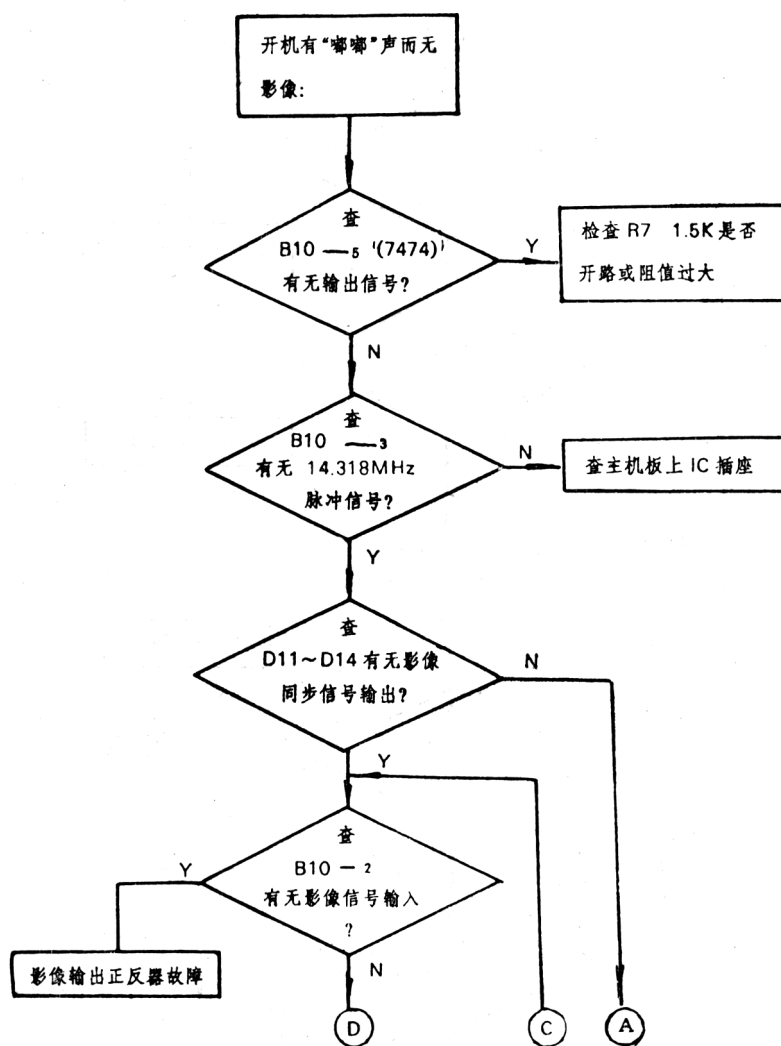 开机有“嘟嘟”声而无
影像:
查
B10 — 5 (7474)
有无输出信号?
Y
检查 R7 1.5K 是否
开路或阻值过大
N
查
B10 — 3
有无 14.318MHz
脉冲信号?
N
查主机板上 IC 插座
Y
查
D11~D14 有无影像
同步信号输出?
N
Y
查
B10 — 2
有无影像信号输入
?
Y
影像输出正反器故障
N
D
C
A